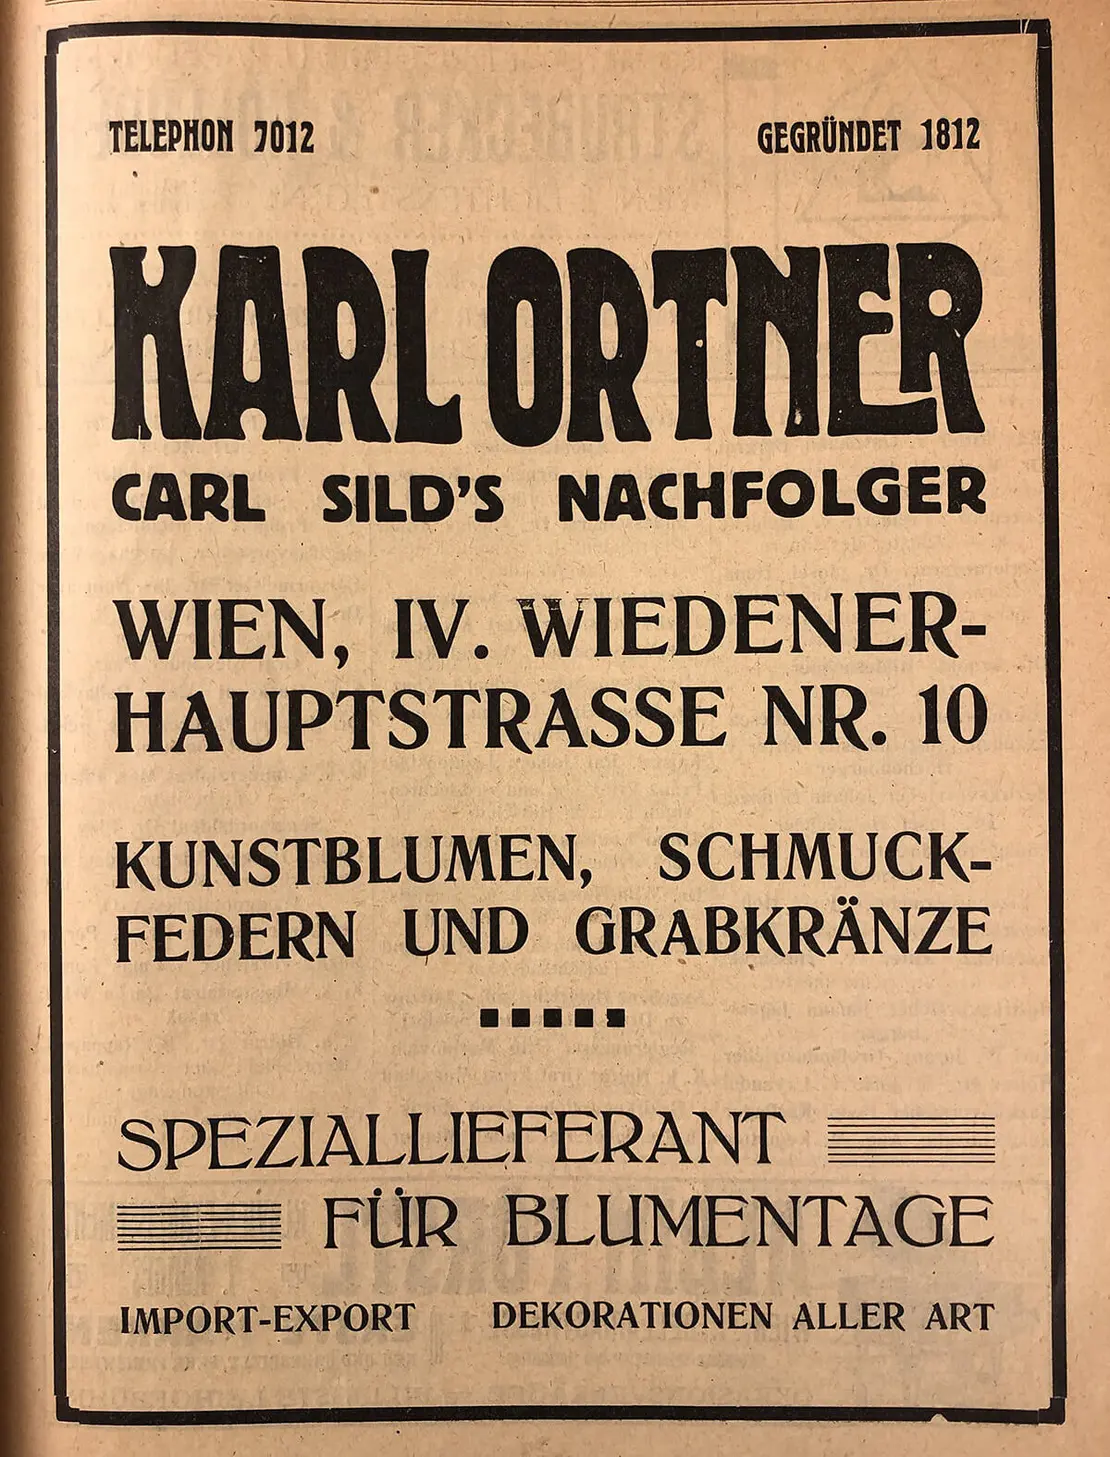 TELEPHON 7012 GEGRÜNDET 1812
KARL ORTNER
CARL SILD'S NACHFOLGER
WIEN, IV. WIEDENER-
HAUPTSTRASSE NR. 10
KUNSTBLUMEN, SCHMUCK-
FEDERN UND GRABKRÄNZE
SPEZIALLIEFERANT
FÜR BLUMENTAGE
IMPORT-EXPORT DEKORATIONEN ALLER ART